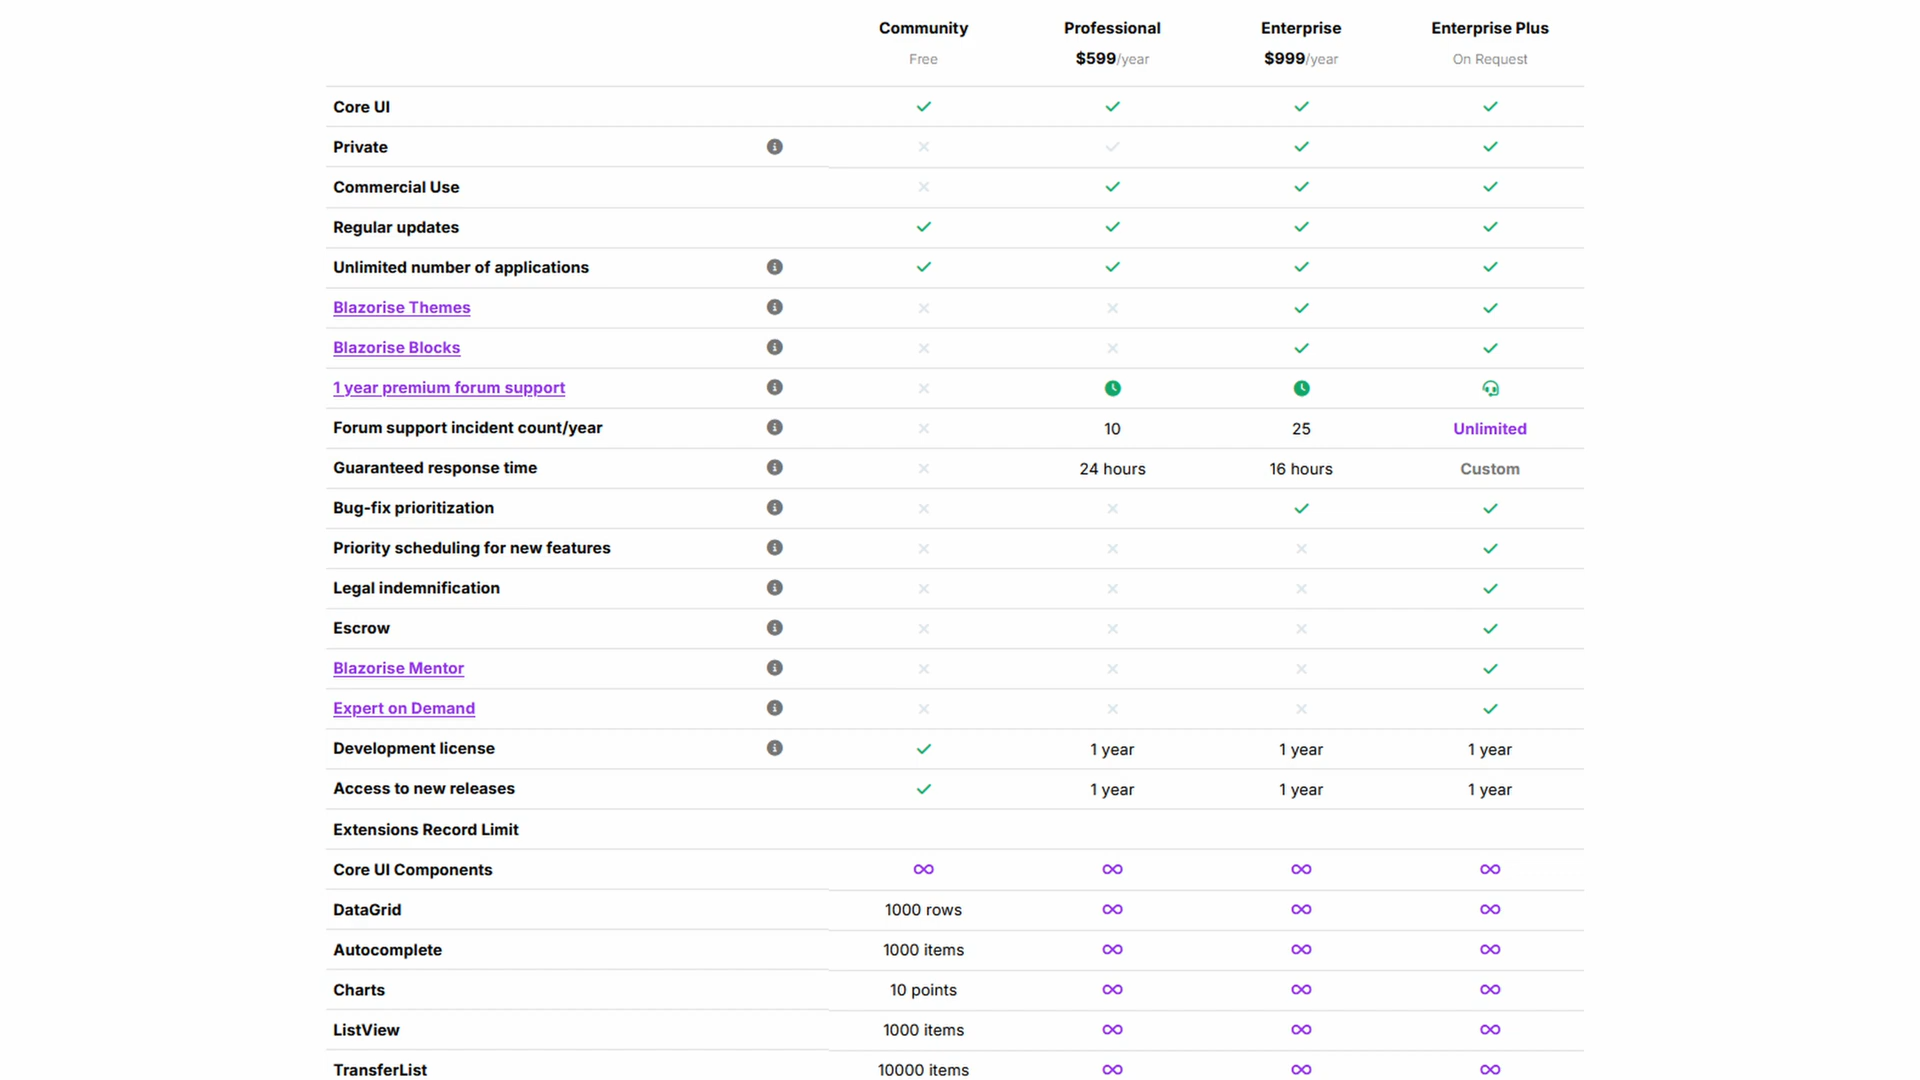 Community Professional Enterprise Enterprise Plus
Free $599/year $999/year On Request
Core UI
Private
Commercial Use
Regular updates
Unlimited number of applications
Blazorise Themes
Blazorise Blocks
1 year premium forum support
Forum support incident count/year 10 25 Unlimited
Guaranteed response time 24 hours 16 hours Custom
Bug-fix prioritization
Priority scheduling for new features
Legal indemnification
Escrow
Blazorise Mentor
Expert on Demand
Development license 1 year 1 year 1 year
Access to new releases 1 year 1 year 1 year
Extensions Record Limit
Core UI Components ∞ ∞ ∞ ∞
DataGrid 1000 rows ∞ ∞ ∞
Autocomplete 1000 items ∞ ∞ ∞
Charts 10 points ∞ ∞ ∞
ListView 1000 items ∞ ∞ ∞
TransferList 10000 items ∞ ∞ ∞